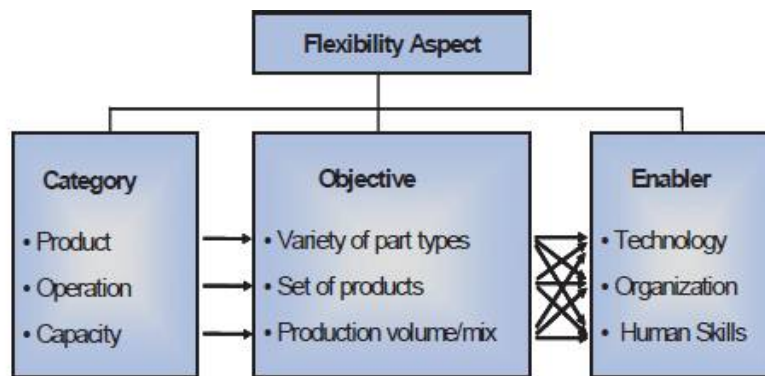 Flexibility Aspect
Category
• Product
• Operation
• Capacity
Objective
• Variety of part types
• Set of products
• Production volume/mix
Enabler
• Technology
• Organization
• Human Skills